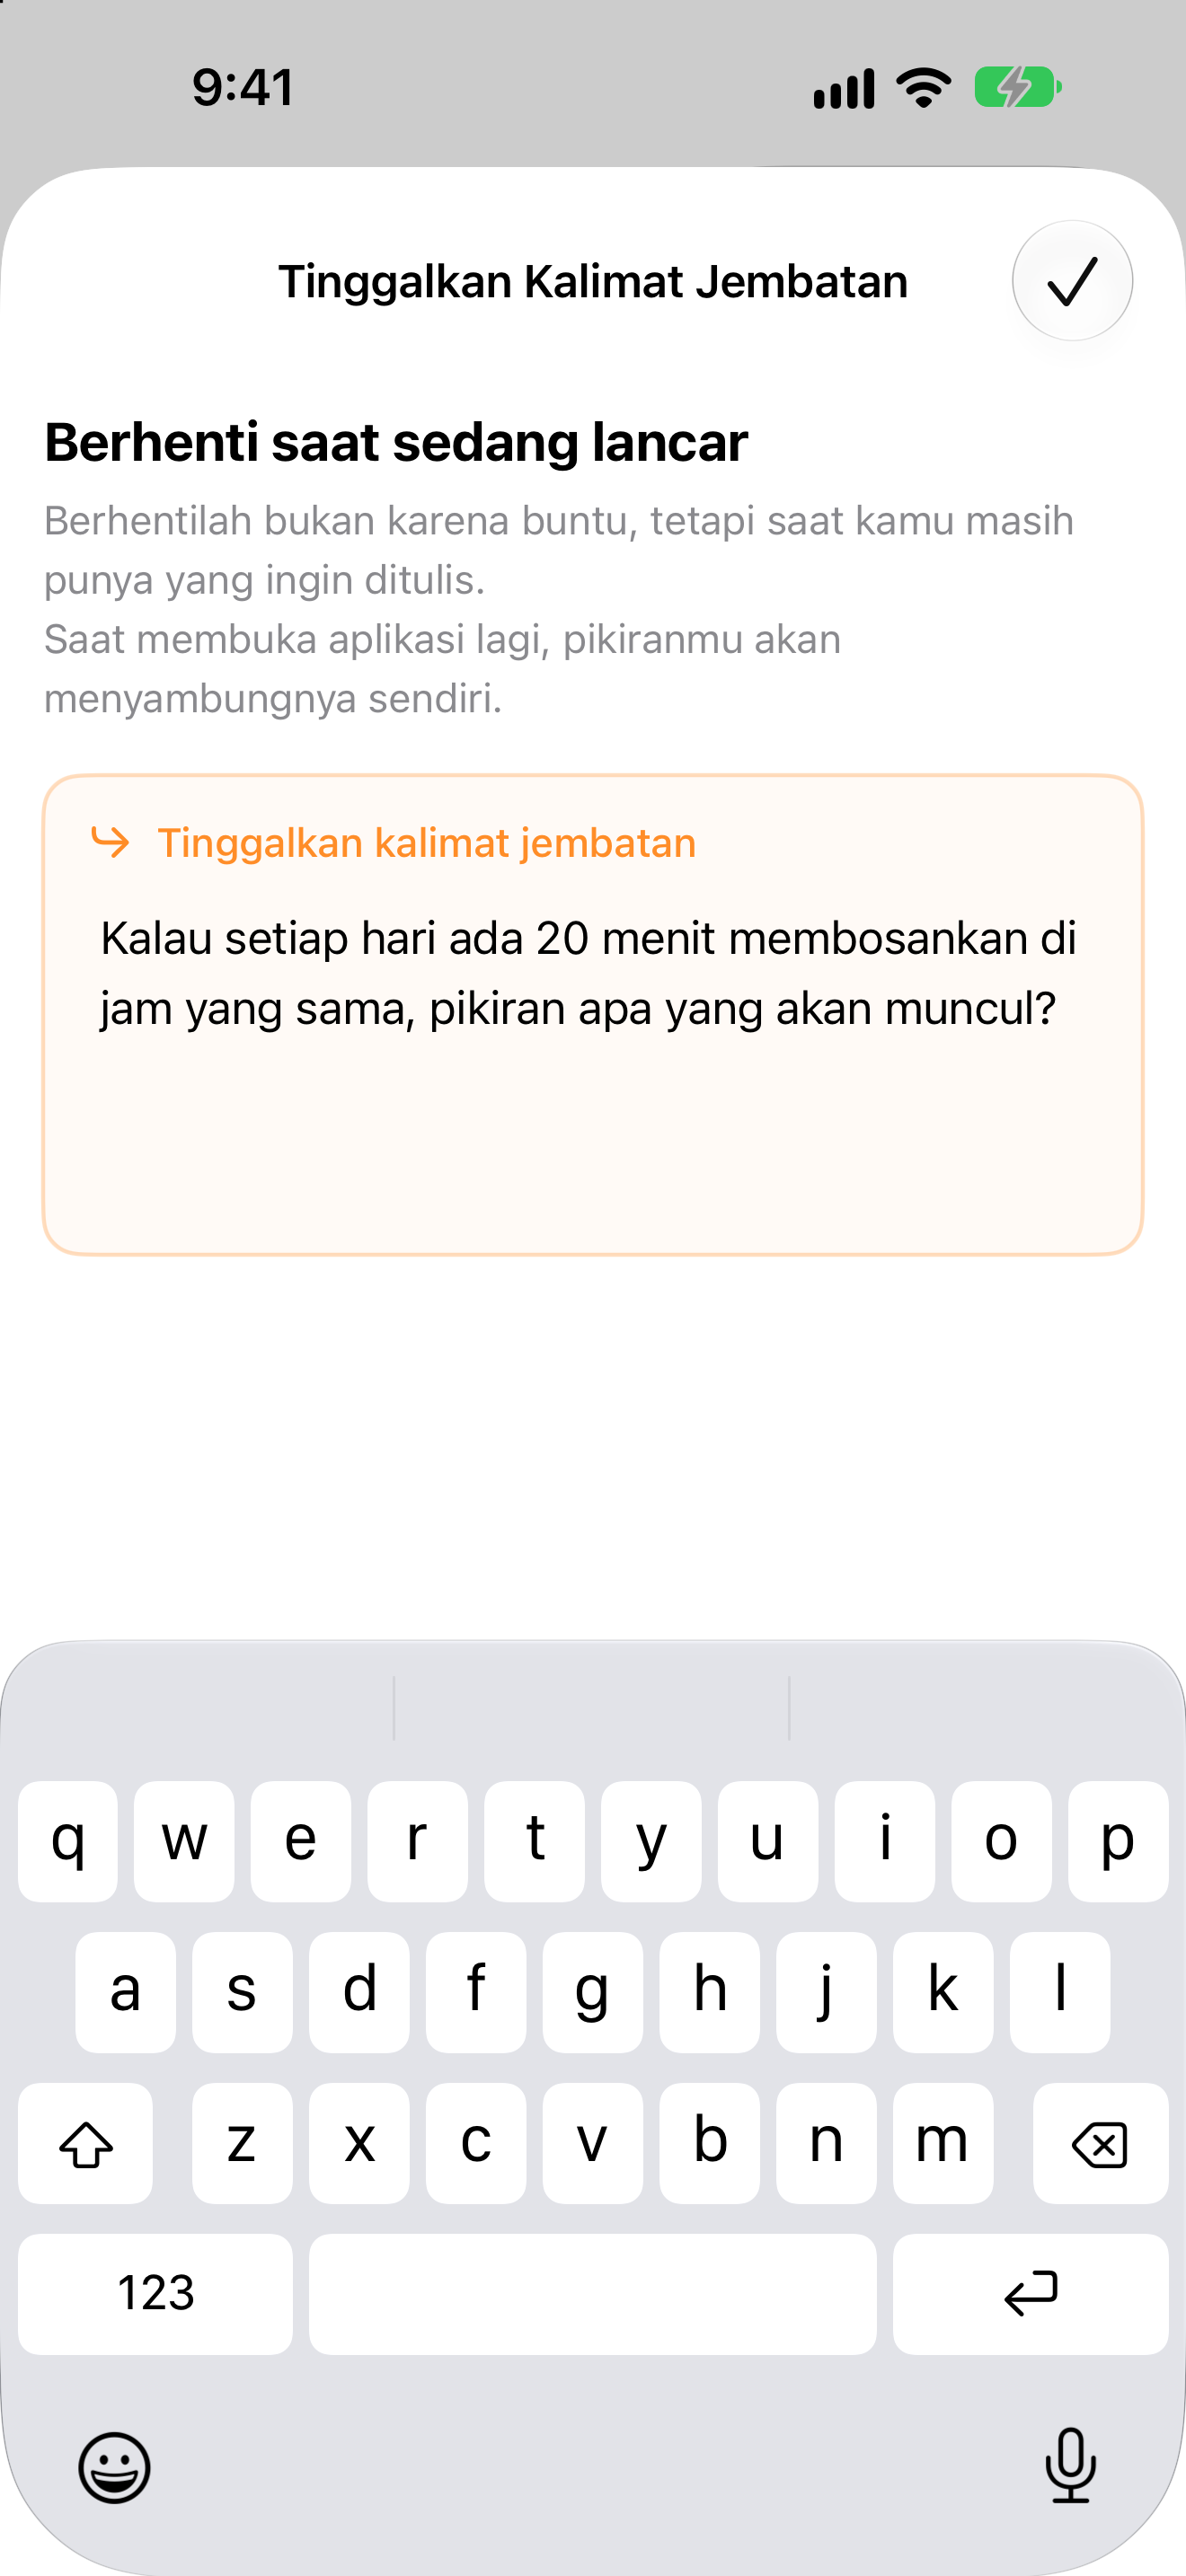 9:41
Tinggalkan Kalimat Jembatan
Berhenti saat sedang lancar
Berhentilah bukan karena buntu, tetapi saat kamu masih
punya yang ingin ditulis.
Saat membuka aplikasi lagi, pikiranmu akan
menyambungnya sendiri.
Tinggalkan kalimat jembatan
Kalau setiap hari ada 20 menit membosankan di
jam yang sama, pikiran apa yang akan muncul?
q w e r t y u i o p
a s d f g h j k l
z x c v b n m
123